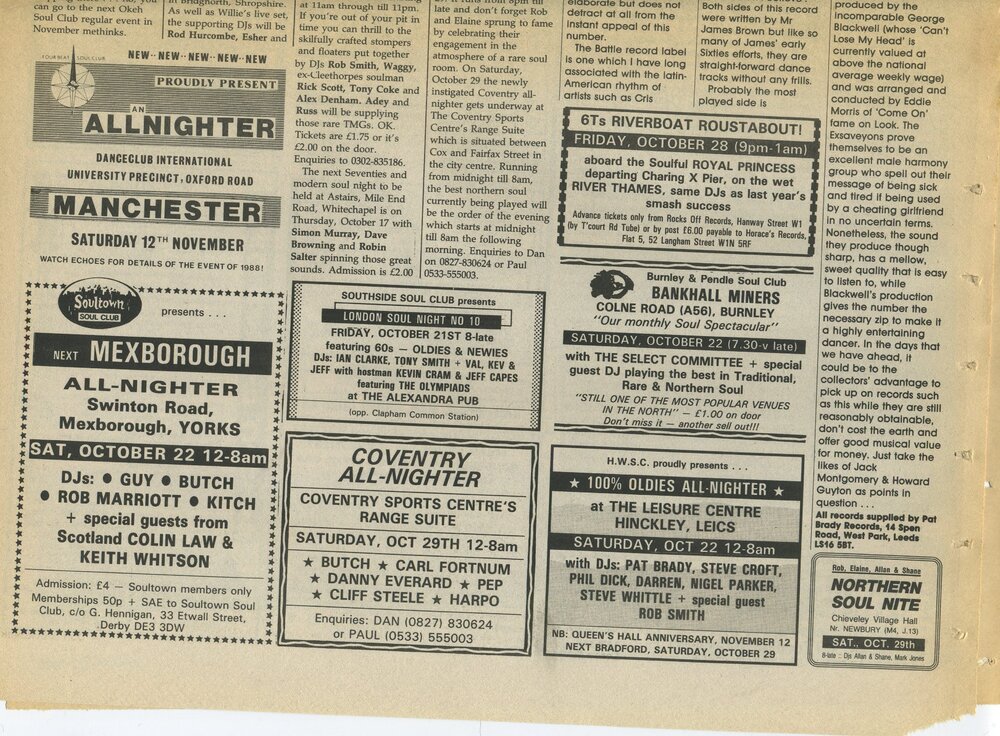 can go to the next Okeh
Soul Club regular event in
November methinks.
in Bridgnorth, Shropshire.
As well as Willie's live set,
the supporting DJs will be
Rod Hurcombe, Esher and
FOUR BEAT SOUL CLUB
NEW·· NEW·· NEW·· NEW·· NEW
PROUDLY PRESENT
AN
ALLNIGHTER
DANCECLUB INTERNATIONAL
UNIVERSITY PRECINCT, OXFORD ROAD
MANCHESTER
SATURDAY 12TH NOVEMBER
WATCH ECHOES FOR DETAILS OF THE EVENT OF 1988!
Soultown
SOUL CLUB
presents . . .
NEXT MEXBOROUGH
ALL-NIGHTER
Swinton Road,
Mexborough, YORKS
SAT, OCTOBER 22 12-8am
DJs: ● GUY ● BUTCH
● ROB MARRIOTT ● KITCH
+ special guests from
Scotland COLIN LAW &
KEITH WHITSON
Admission: £4 — Soultown members only
Memberships 50p + SAE to Soultown Soul
Club, c/o G. Hennigan, 33 Etwall Street,
Derby DE3 3DW
at 11am through till 11pm.
If you're out of your pit in
time you can thrill to the
skilfully crafted stompers
and floaters put together
by DJs Rob Smith, Waggy,
ex-Cleethorpes soulman
Rick Scott, Tony Coke and
Alex Denham. Adey and
Russ will be supplying
those rare TMGs. OK.
Tickets are £1.75 or it's
£2.00 on the door.
Enquiries to 0302-835186.
The next Seventies and
modern soul night to be
held at Astairs, Mile End
Road, Whitechapel is on
Thursday, October 17 with
Simon Murray, Dave
Browning and Robin
Salter spinning those great
sounds. Admission is £2.00
late and don't forget Rob
and Elaine sprung to fame
by celebrating their
engagement in the
atmosphere of a rare soul
room. On Saturday,
October 29 the newly
instigated Coventry all-
nighter gets underway at
The Coventry Sports
Centre's Range Suite
which is situated between
Cox and Fairfax Street in
the city centre. Running
from midnight till 8am,
the best northern soul
currently being played will
be the order of the evening
which starts at midnight
till 8am the following
morning. Enquiries to Dan
on 0827-830624 or Paul
0533-555003.
SOUTHSIDE SOUL CLUB presents
LONDON SOUL NIGHT NO 10
FRIDAY, OCTOBER 21ST 8-late
featuring 60s – OLDIES & NEWIES
DJs: IAN CLARKE, TONY SMITH + VAL, KEV &
JEFF with hostman KEVIN CRAM & JEFF CAPES
featuring THE OLYMPIADS
at THE ALEXANDRA PUB
(opp. Clapham Common Station)
COVENTRY
ALL-NIGHTER
COVENTRY SPORTS CENTRE'S
RANGE SUITE
SATURDAY, OCT 29TH 12-8am
★ BUTCH ★ CARL FORTNUM
★ DANNY EVERARD ★ PEP
★ CLIFF STEELE ★ HARPO
Enquiries: DAN (0827) 830624
or PAUL (0533) 555003
elaborate but does not
detract at all from the
instant appeal of this
number.
The Battle record label
is one which I have long
associated with the latin-
American rhythm of
artists such as Cris
Both sides of this record
were written by Mr
James Brown but like so
many of James' early
Sixties efforts, they are
straight-forward dance
tracks without any frills.
Probably the most
played side is
6Ts RIVERBOAT ROUSTABOUT!
FRIDAY, OCTOBER 28 (9pm-1am)
aboard the Soulful ROYAL PRINCESS
departing Charing X Pier, on the wet
RIVER THAMES, same DJs as last year's
smash success
Advance tickets only from Rocks Off Records, Hanway Street W1
(by T'court Rd Tube) or by post £6.00 payable to Horace's Records,
Flat 5, 52 Langham Street W1N 5RF
Burnley & Pendle Soul Club
BANKHALL MINERS
COLNE ROAD (A56), BURNLEY
"Our monthly Soul Spectacular"
SATURDAY, OCTOBER 22 (7.30-v late)
with THE SELECT COMMITTEE + special
guest DJ playing the best in Traditional,
Rare & Northern Soul
"STILL ONE OF THE MOST POPULAR VENUES
IN THE NORTH" – £1.00 on door
Don't miss it – another sell out!!!
H.W.S.C. proudly presents . . .
★ 100% OLDIES ALL-NIGHTER ★
at THE LEISURE CENTRE
HINCKLEY, LEICS
SATURDAY, OCT 22 12-8am
with DJs: PAT BRADY, STEVE CROFT,
PHIL DICK, DARREN, NIGEL PARKER,
STEVE WHITTLE + special guest
ROB SMITH
NB: QUEEN'S HALL ANNIVERSARY, NOVEMBER 12
NEXT BRADFORD, SATURDAY, OCTOBER 29
produced by the
incomparable George
Blackwell (whose 'Can't
Lose My Head' is
currently valued at
above the national
average weekly wage)
and was arranged and
conducted by Eddie
Morris of 'Come On'
fame on Look. The
Exsaveyons prove
themselves to be an
excellent male harmony
group who spell out their
message of being sick
and tired if being used
by a cheating girlfriend
in no uncertain terms.
Nonetheless, the sound
they produce though
sharp, has a mellow,
sweet quality that is easy
to listen to, while
Blackwell's production
gives the number the
necessary zip to make it
a highly entertaining
dancer. In the days that
we have ahead, it
could be to the
collectors' advantage to
pick up on records such
as this while they are still
reasonably obtainable,
don't cost the earth and
offer good musical value
for money. Just take the
likes of Jack
Montgomery & Howard
Guyton as points in
question . . .
All records supplied by Pat
Brady Records, 14 Spen
Road, West Park, Leeds
LS16 5BT.
Rob, Elaine, Allan & Shane
NORTHERN
SOUL NITE
Chieveley Village Hall
Nr. NEWBURY (M4, J.13)
SAT., OCT. 29th
8-late :: Djs Allan & Shane, Mark Jones